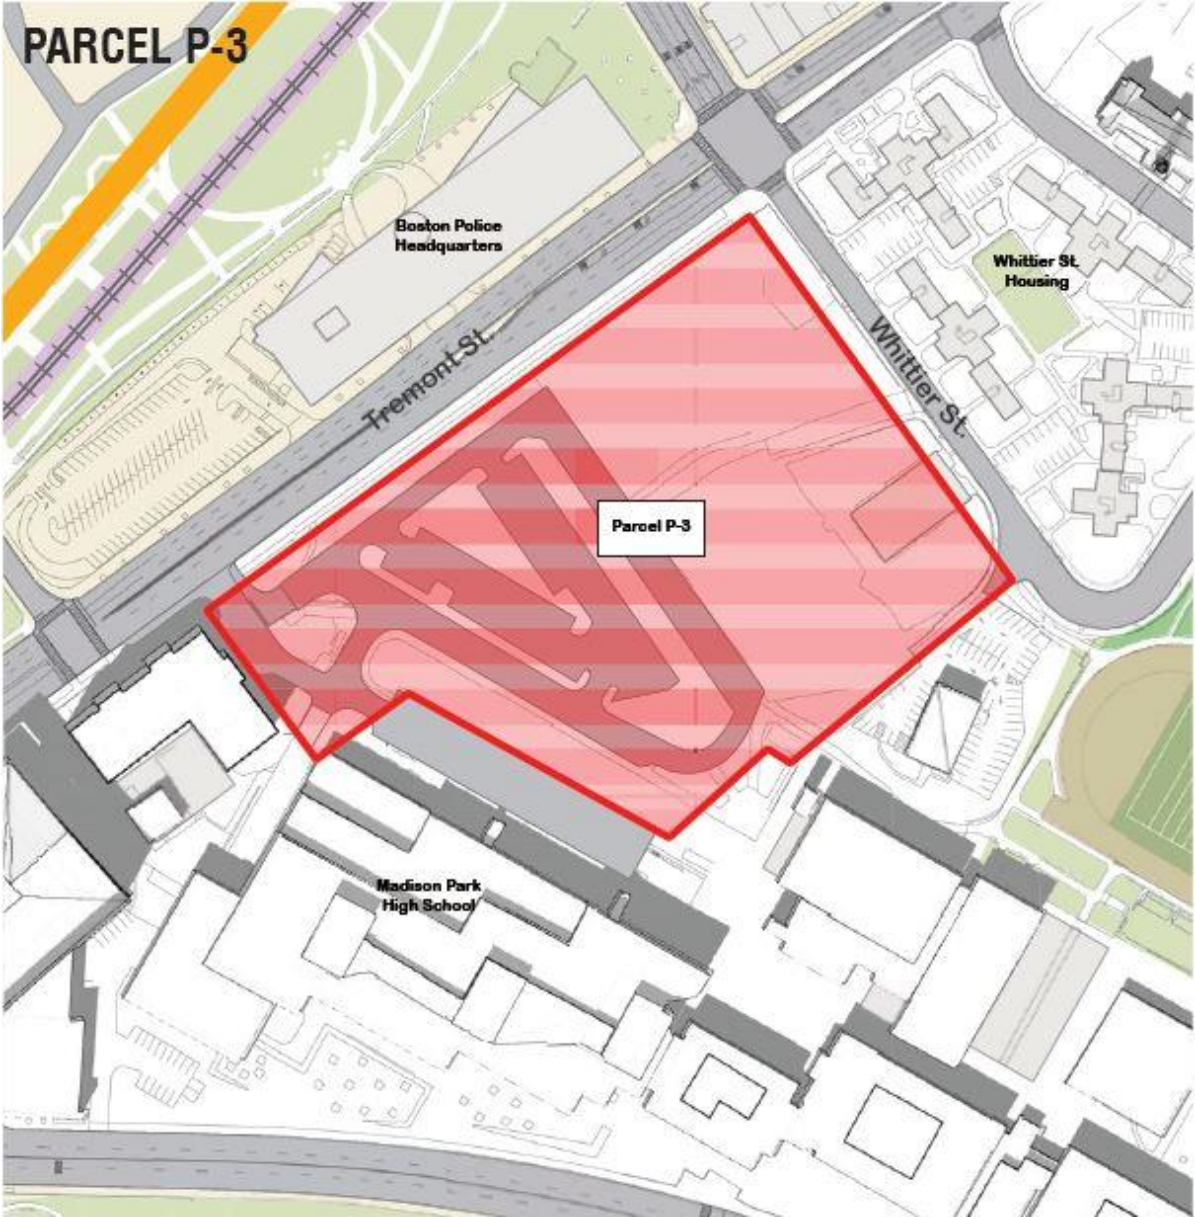 PARCEL P-3
Boston Police
Headquarters
Whittier St.
Housing
Tremont St.
Whittier St.
Parcel P-3
Madison Park
High School